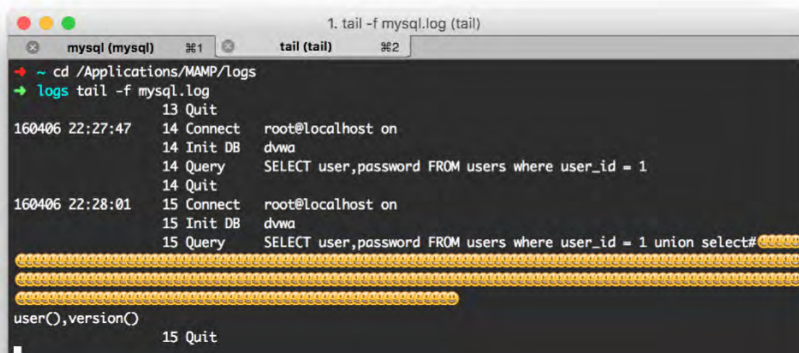 1. tail -f mysql.log (tail)
mysql (mysql) ⌘1 tail (tail) ⌘2
➜ ~ cd /Applications/MAMP/logs
➜ logs tail -f mysql.log
13 Quit
160406 22:27:47 14 Connect root@localhost on
14 Init DB dvwa
14 Query SELECT user,password FROM users where user_id = 1
14 Quit
160406 22:28:01 15 Connect root@localhost on
15 Init DB dvwa
15 Query SELECT user,password FROM users where user_id = 1 union select#
user(),version()
15 Quit